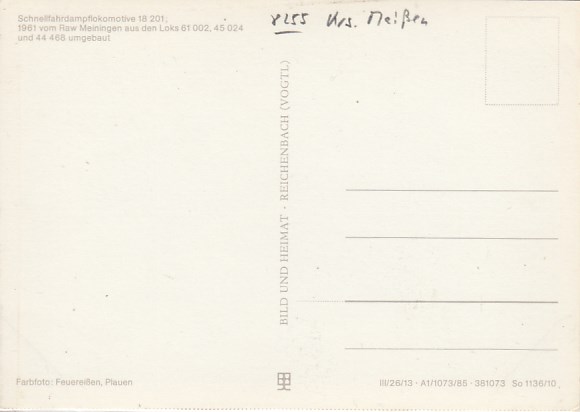 Schnellfahrdampflokomotive 18 201,
1961 vom Raw Meiningen aus den Loks 61 002, 45 024
und 44 468 umgebaut
8255 Krs. Meißen
BILD UND HEIMAT · REICHENBACH (VOGTL)
Farbfoto: Feuereißen, Plauen
III/26/13 · A1/1073/85 · 381073 So 1136/10